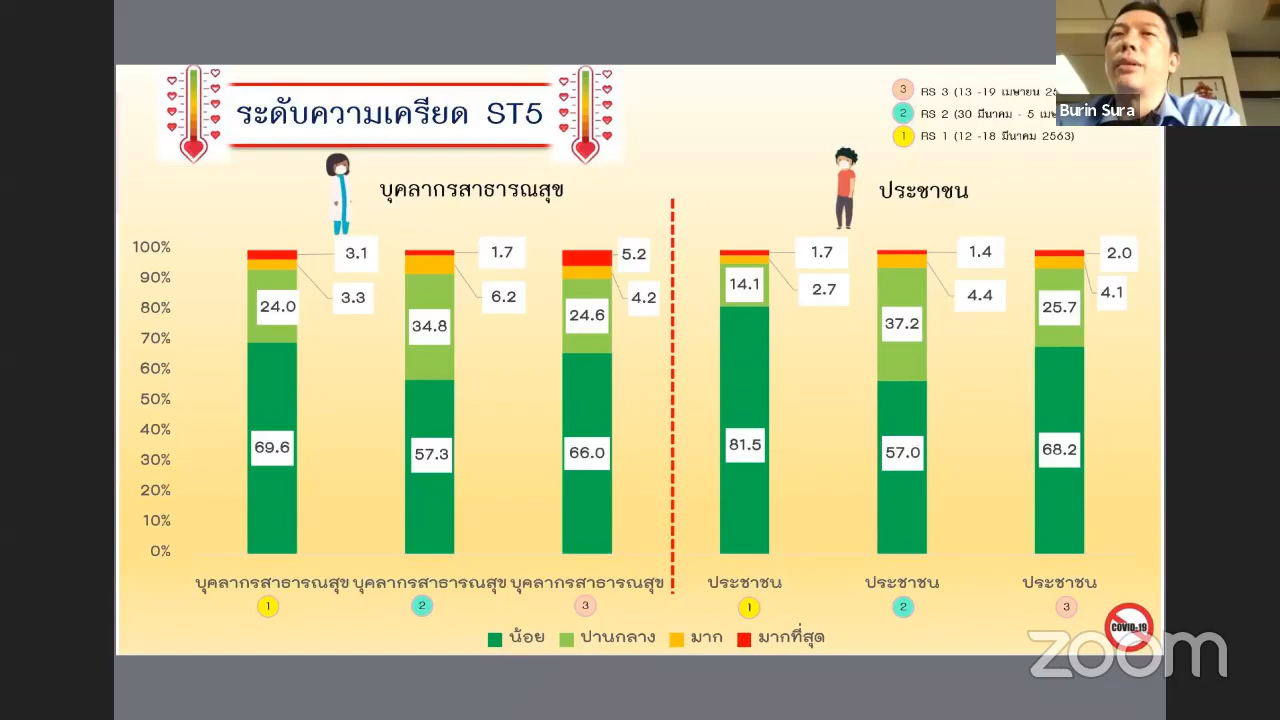 ระดับความเครียด ST5
3 RS 3 (13 -19 เมษายน 25
2 RS 2 (30 มีนาคม - 5 เม
1 RS 1 (12 -18 มีนาคม 2563)
Burin Sura
บุคลากรสาธารณสุข
ประชาชน
100%
90%
80%
70%
60%
50%
40%
30%
20%
10%
0%
3.1
3.3
24.0
69.6
1.7
6.2
34.8
57.3
5.2
4.2
24.6
66.0
1.7
2.7
14.1
81.5
1.4
4.4
37.2
57.0
2.0
4.1
25.7
68.2
บุคลากรสาธารณสุข บุคลากรสาธารณสุข บุคลากรสาธารณสุข ประชาชน ประชาชน ประชาชน
1 2 3 1 2 3
น้อย ปานกลาง มาก มากที่สุด
COVID-19
zoom